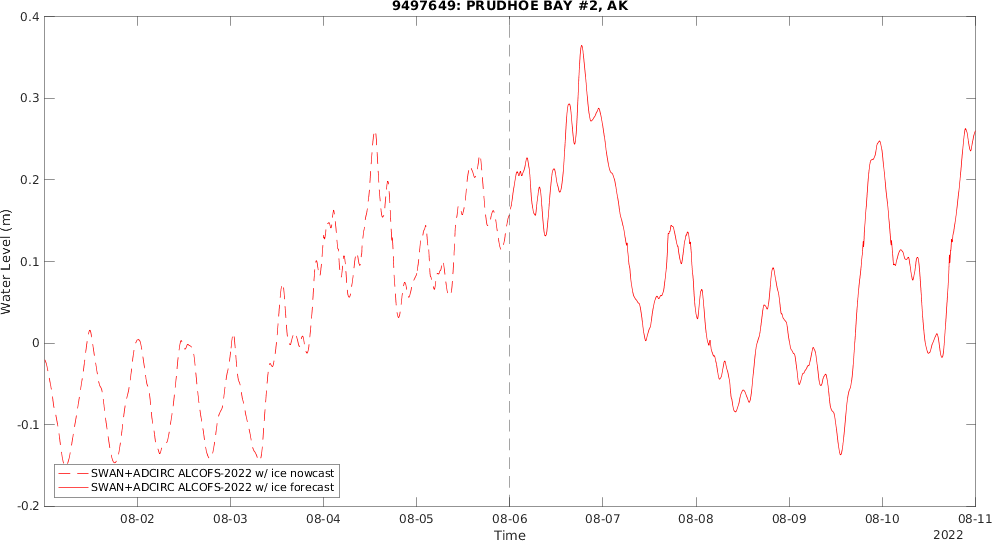 9497649: PRUDHOE BAY #2, AK
0.4
0.3
0.2
0.1
0
-0.1
-0.2
Water Level (m)
SWAN+ADCIRC ALCOFS-2022 w/ ice nowcast
SWAN+ADCIRC ALCOFS-2022 w/ ice forecast
08-02 08-03 08-04 08-05 08-06 08-07 08-08 08-09 08-10 08-11
Time
2022